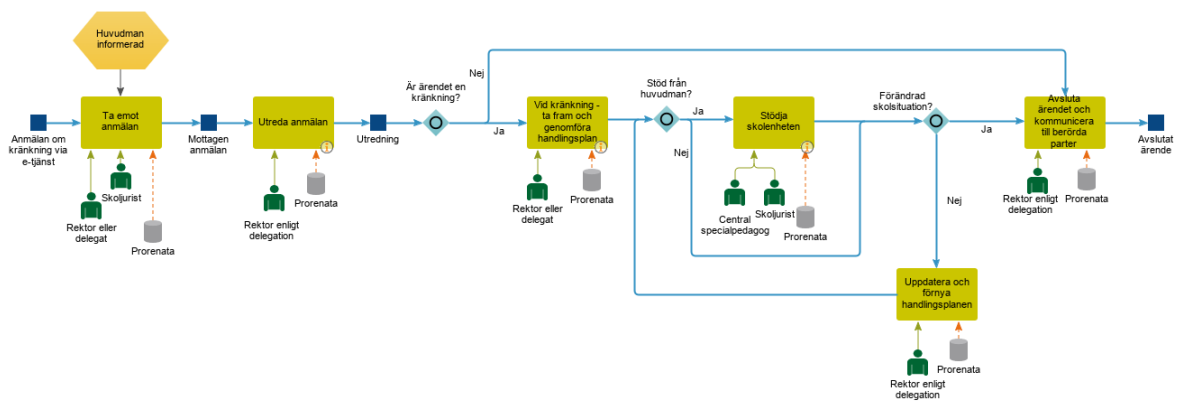 Huvudman
informerad
Anmälan om
kränkning via
e-tjänst
Ta emot
anmälan
Skoljurist
Rektor eller
delegat
Prorenata
Mottagen
anmälan
Utreda anmälan
Rektor enligt
delegation
Prorenata
Utredning
Är ärendet en
kränkning?
Nej
Ja
Vid kränkning -
ta fram och
genomföra
handlingsplan
Rektor eller
delegat
Prorenata
Stöd från
huvudman?
Ja
Nej
Stödja
skolenheten
Central
specialpedagog
Skoljurist
Prorenata
Förändrad
skolsituation?
Ja
Nej
Uppdatera och
förnya
handlingsplanen
Rektor enligt
delegation
Prorenata
Avsluta
ärendet och
kommunicera
till berörda
parter
Rektor enligt
delegation
Prorenata
Avslutat
ärende